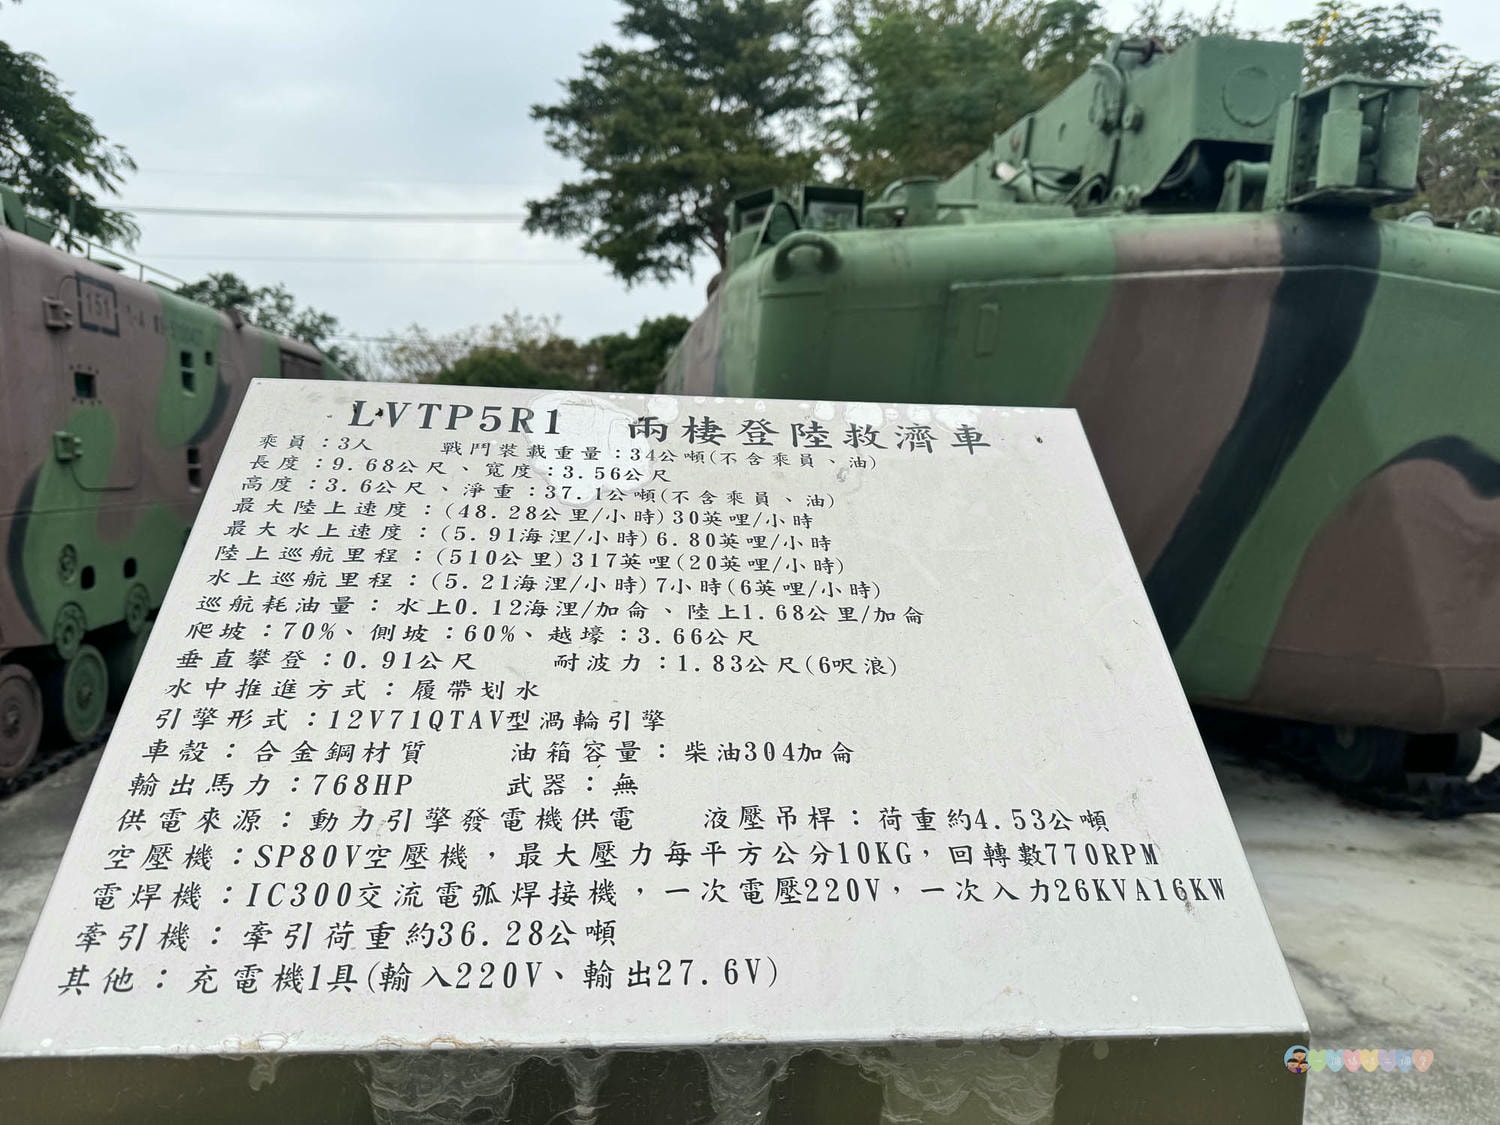 LVTP5R1 兩棲登陸救濟車
乘員：3人 戰鬥裝載重量：34公噸(不含乘員、油)
長度：9.68公尺、寬度：3.56公尺
高度：3.6公尺、淨重：37.1公噸(不含乘員、油)
最大陸上速度：(48.28公里/小時)30英哩/小時
最大水上速度：(5.91海浬/小時)6.80英哩/小時
陸上巡航里程：(510公里)317英哩(20英哩/小時)
水上巡航里程：(5.21海浬/小時)7小時(6英哩/小時)
巡航耗油量：水上0.12海浬/加侖、陸上1.68公里/加侖
爬坡：70%、側坡：60%、越壕：3.66公尺
垂直攀登：0.91公尺 耐波力：1.83公尺(6呎浪)
水中推進方式：履帶划水
引擎形式：12V71QTAV型渦輪引擎
車殼：合金鋼材質 油箱容量：柴油304加侖
輸出馬力：768HP 武器：無
供電來源：動力引擎發電機供電 液壓吊桿：荷重約4.53公噸
空壓機：SP80V空壓機，最大壓力每平方公分10KG，回轉數770RPM
電焊機：IC300交流電弧焊接機，一次電壓220V，一次入力26KVA16KW
牽引機：牽引荷重約36.28公噸
其他：充電機1具(輸入220V、輸出27.6V)
151